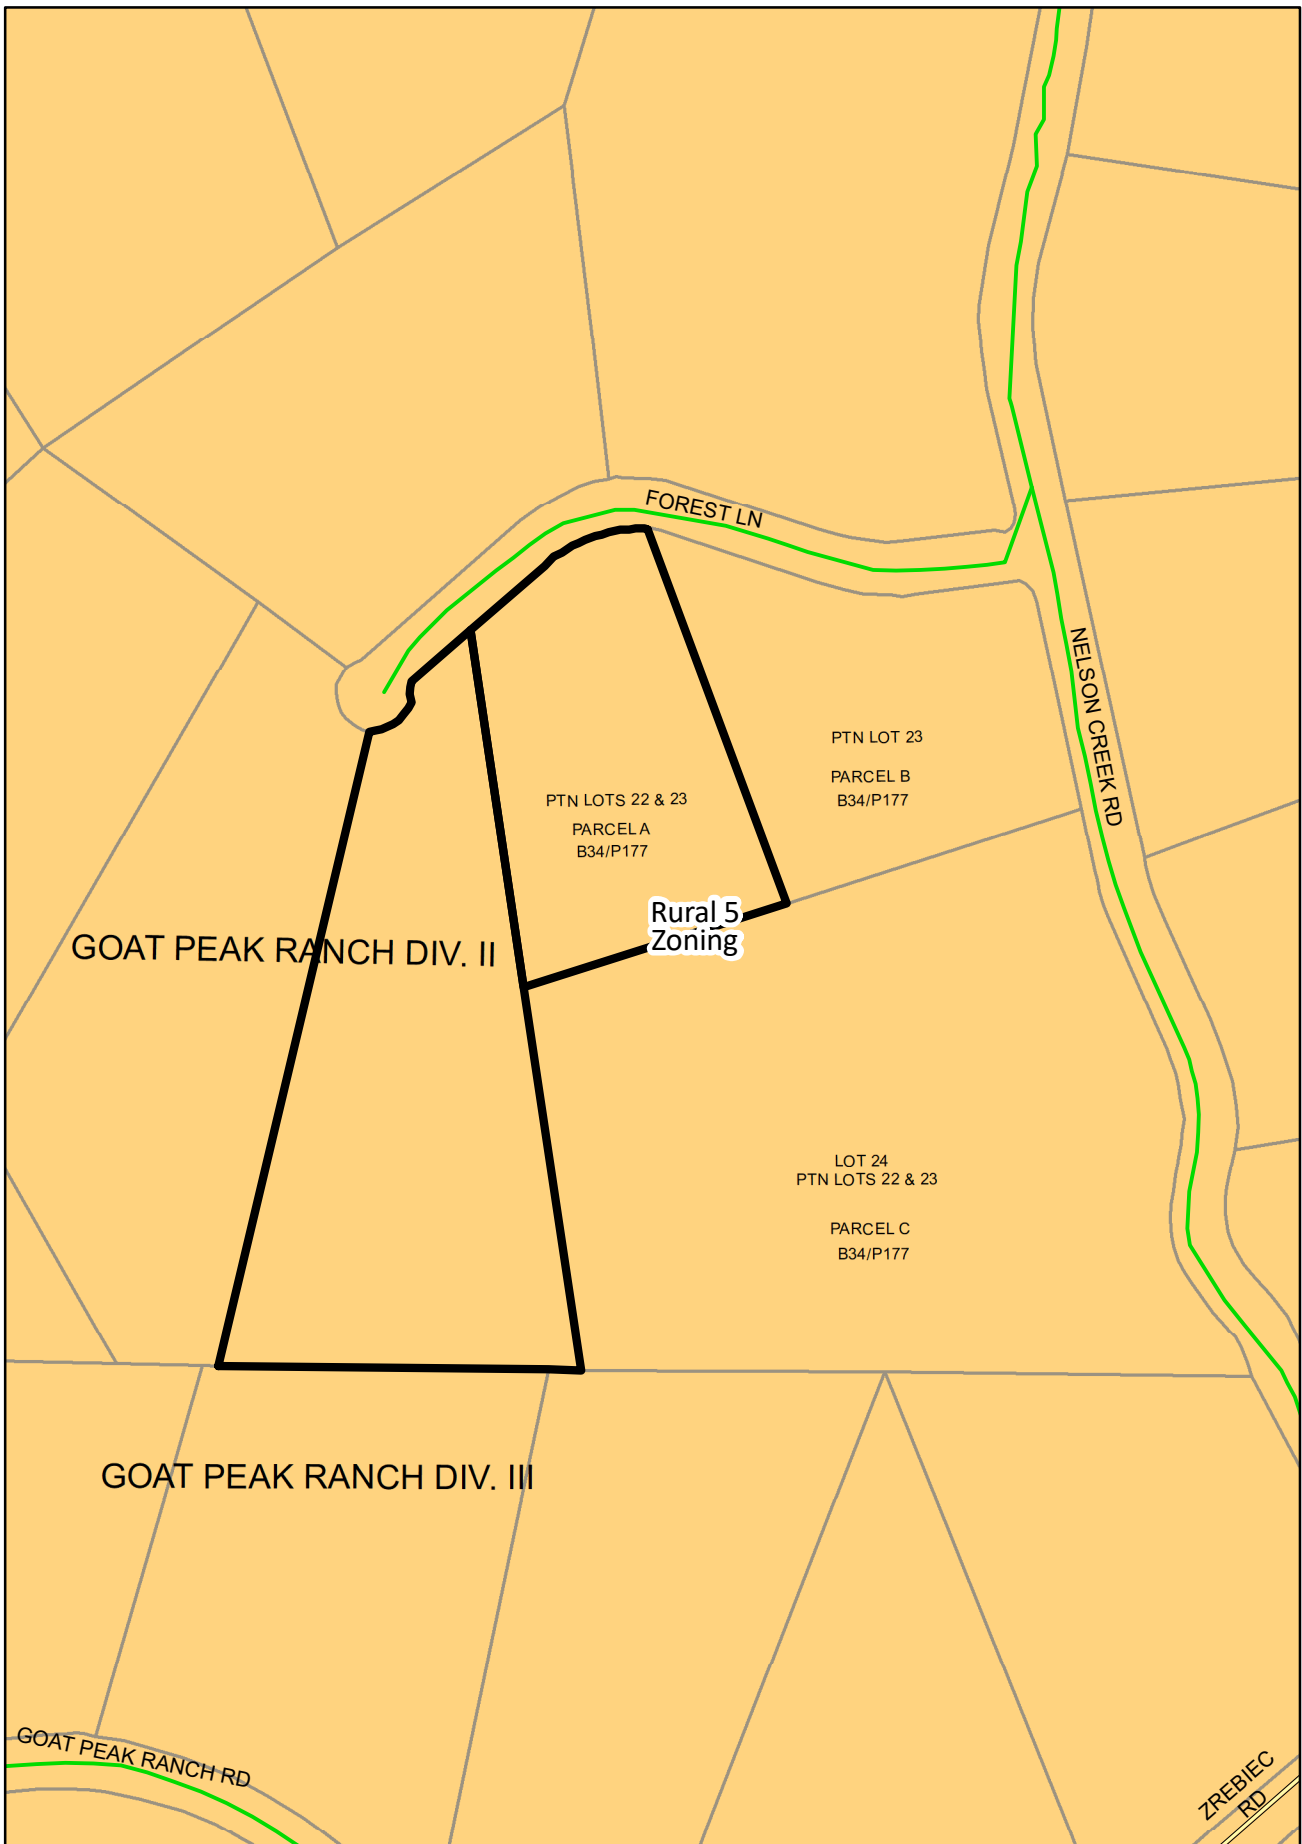 FOREST LN
NELSON CREEK RD
PTN LOT 23
PARCEL B
B34/P177
PTN LOTS 22 & 23
PARCEL A
B34/P177
Rural 5
Zoning
GOAT PEAK RANCH DIV. II
LOT 24
PTN LOTS 22 & 23
PARCEL C
B34/P177
GOAT PEAK RANCH DIV. III
GOAT PEAK RANCH RD
ZREBIEC
RD